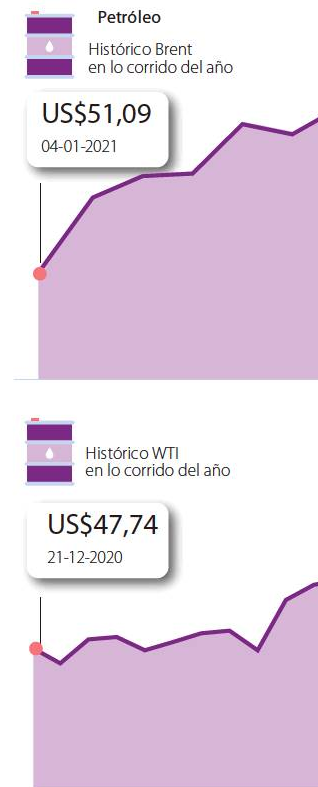 Petróleo
Histórico Brent
en lo corrido del año
US$51,09
04-01-2021
Histórico WTI
en lo corrido del año
US$47,74
21-12-2020